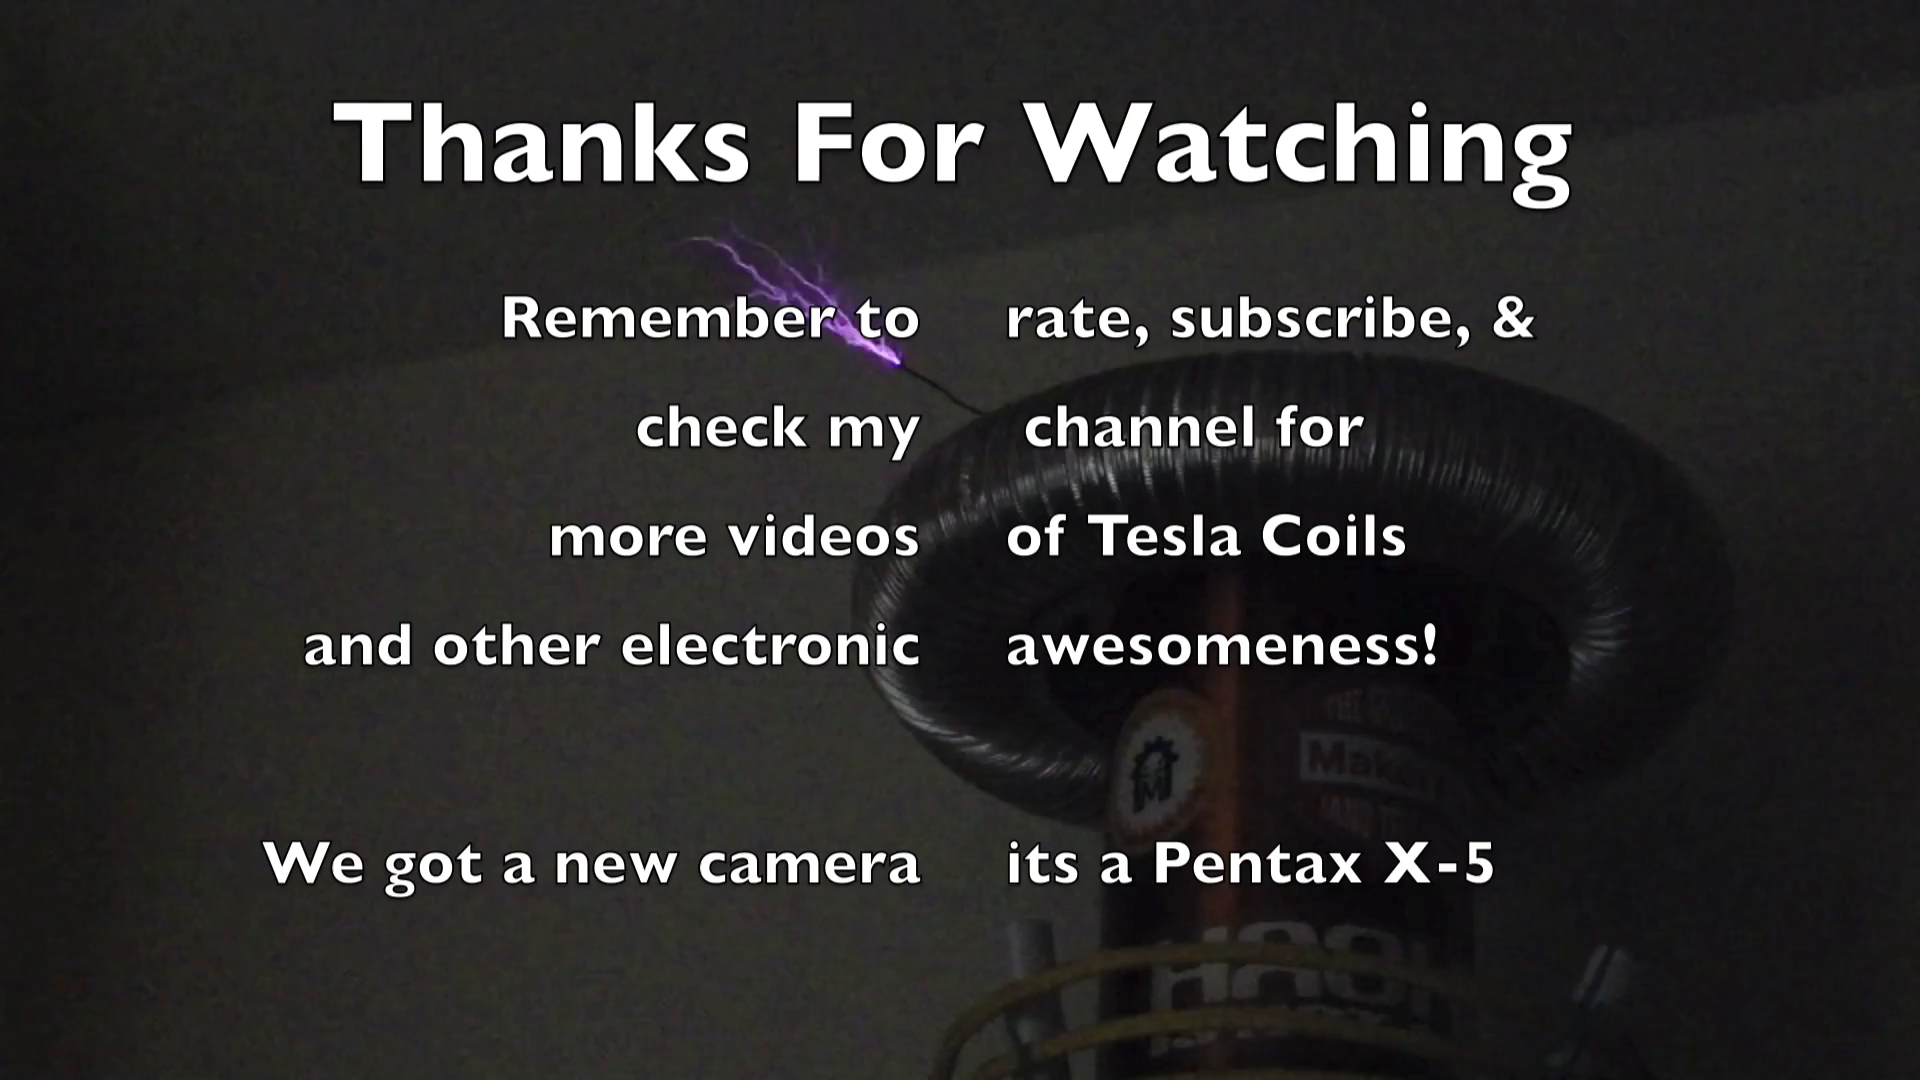 Thanks For Watching
Remember to rate, subscribe, &
check my channel for
more videos of Tesla Coils
and other electronic awesomeness!
We got a new camera its a Pentax X-5
M